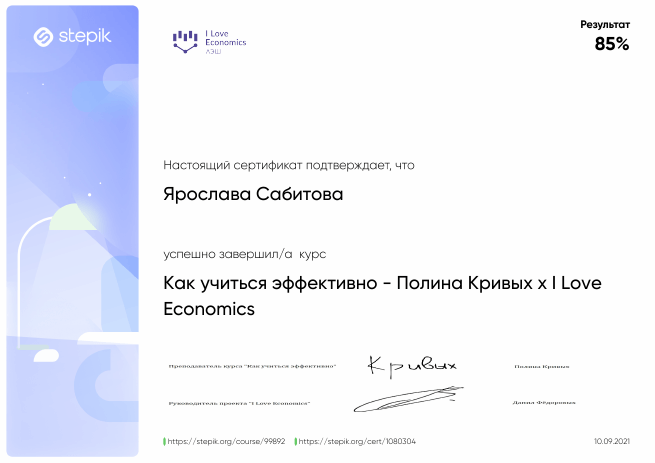 stepik
I Love
Economics
ЛЭШ
Результат
85%
Настоящий сертификат подтверждает, что
Ярослава Сабитова
успешно завершил/а курс
Как учиться эффективно - Полина Кривых x I Love
Economics
Преподаватель курса "Как учиться эффективно" Кривых Полина Кривых
Руководитель проекта "I Love Economics" Данил Фёдоровых
https://stepik.org/course/99892 https://stepik.org/cert/1080304 10.09.2021